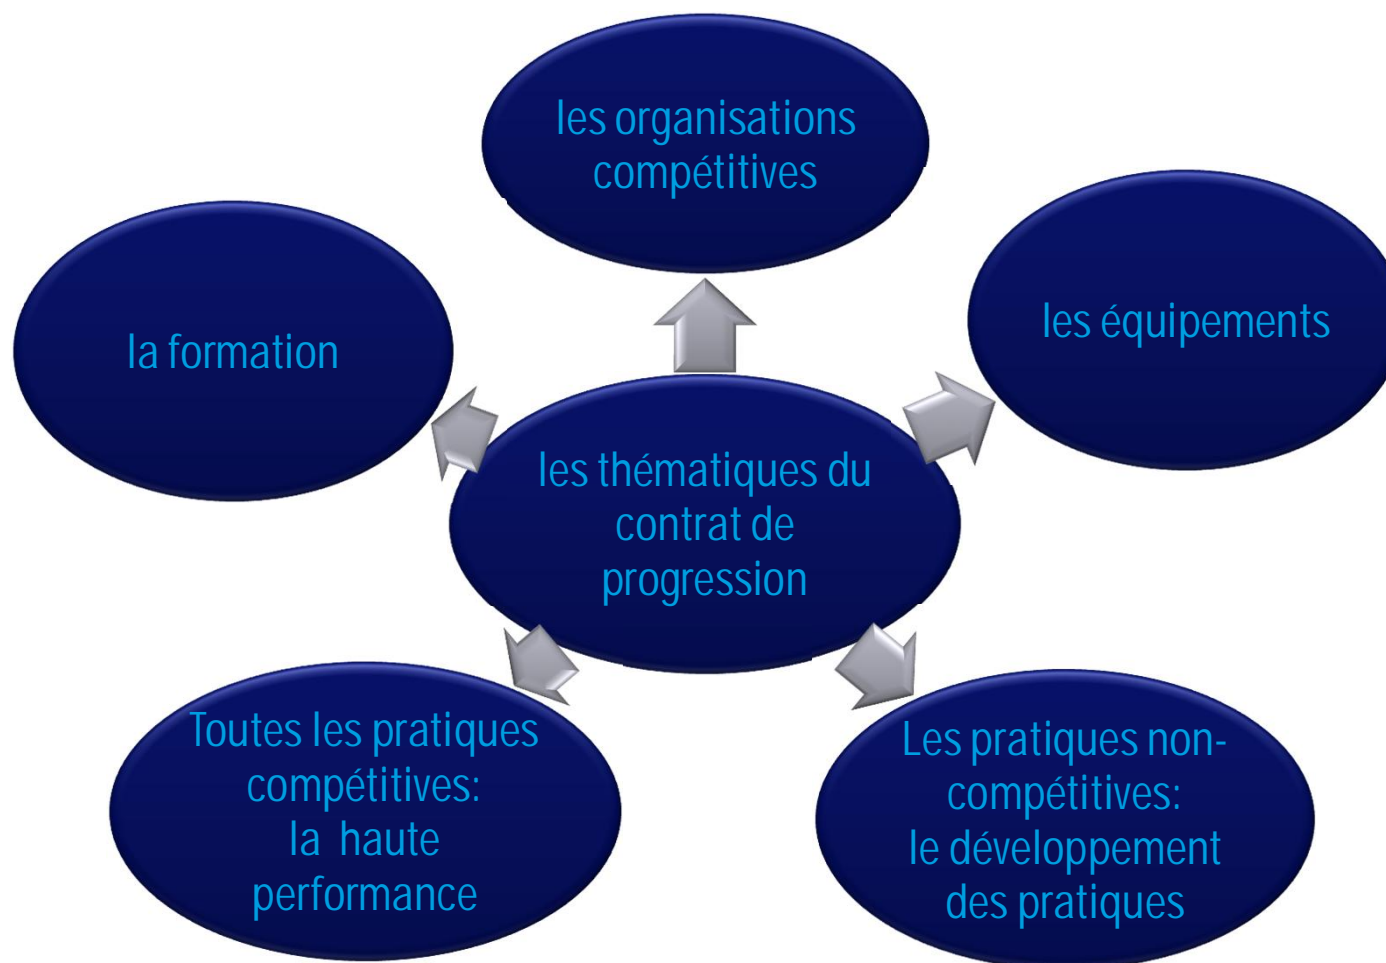 les organisations
compétitives
les équipements
la formation
les thématiques du
contrat de
progression
Toutes les pratiques
compétitives:
la haute
performance
Les pratiques non-
compétitives:
le développement
des pratiques